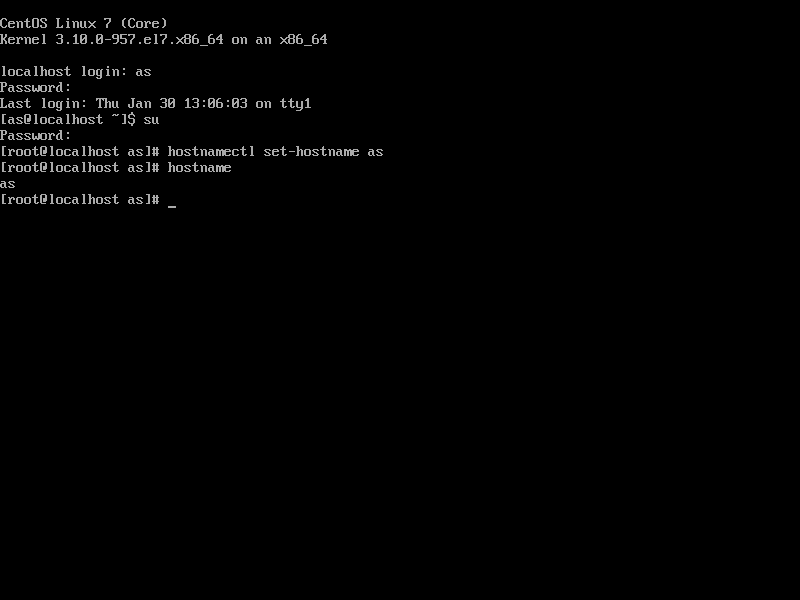 CentOS Linux 7 (Core)
Kernel 3.10.0-957.el7.x86_64 on an x86_64
localhost login: as
Password:
Last login: Thu Jan 30 13:06:03 on tty1
[as@localhost ~]$ su
Password:
[root@localhost as]# hostnamectl set-hostname as
[root@localhost as]# hostname
as
[root@localhost as]# _